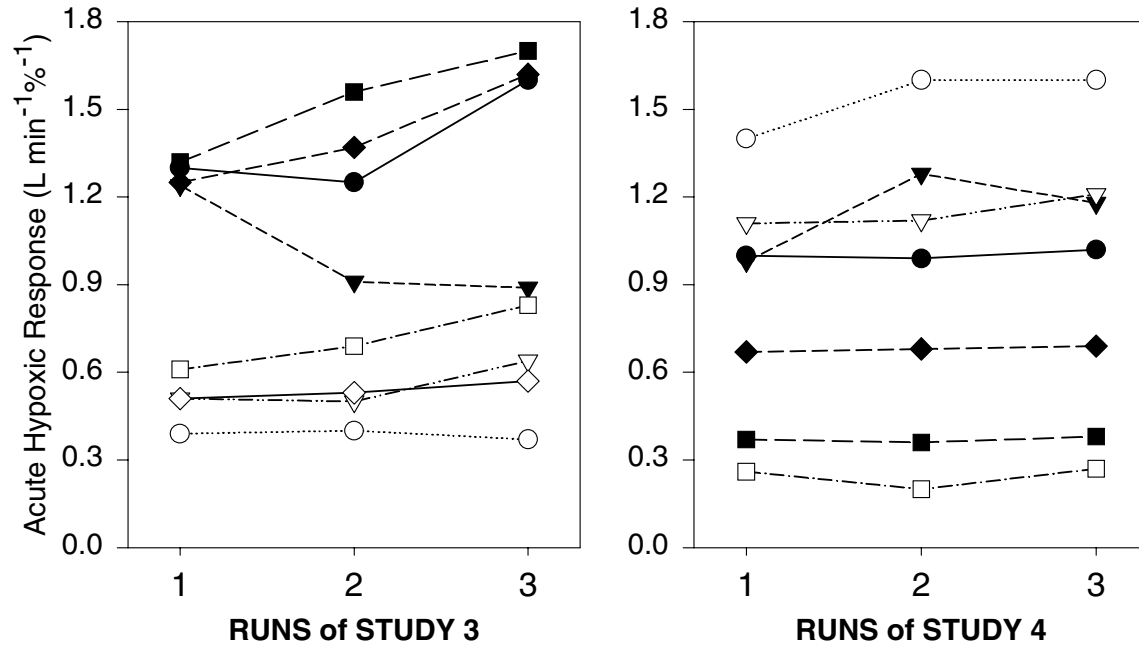 Acute Hypoxic Response (L min⁻¹%⁻¹)
1.8
1.5
1.2
0.9
0.6
0.3
0.0
1 2 3
RUNS of STUDY 3
1.8
1.5
1.2
0.9
0.6
0.3
0.0
1 2 3
RUNS of STUDY 4